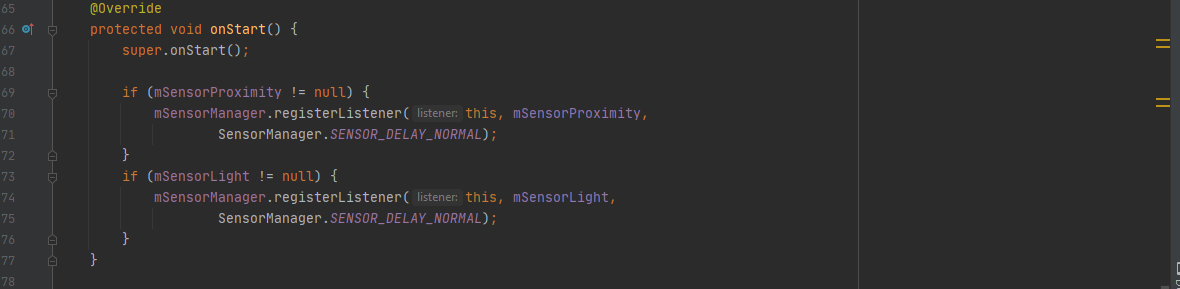 65 @Override
66 protected void onStart() {
67 super.onStart();
68
69 if (mSensorProximity != null) {
70 mSensorManager.registerListener( listener: this, mSensorProximity,
71 SensorManager.SENSOR_DELAY_NORMAL);
72 }
73 if (mSensorLight != null) {
74 mSensorManager.registerListener( listener: this, mSensorLight,
75 SensorManager.SENSOR_DELAY_NORMAL);
76 }
77 }
78